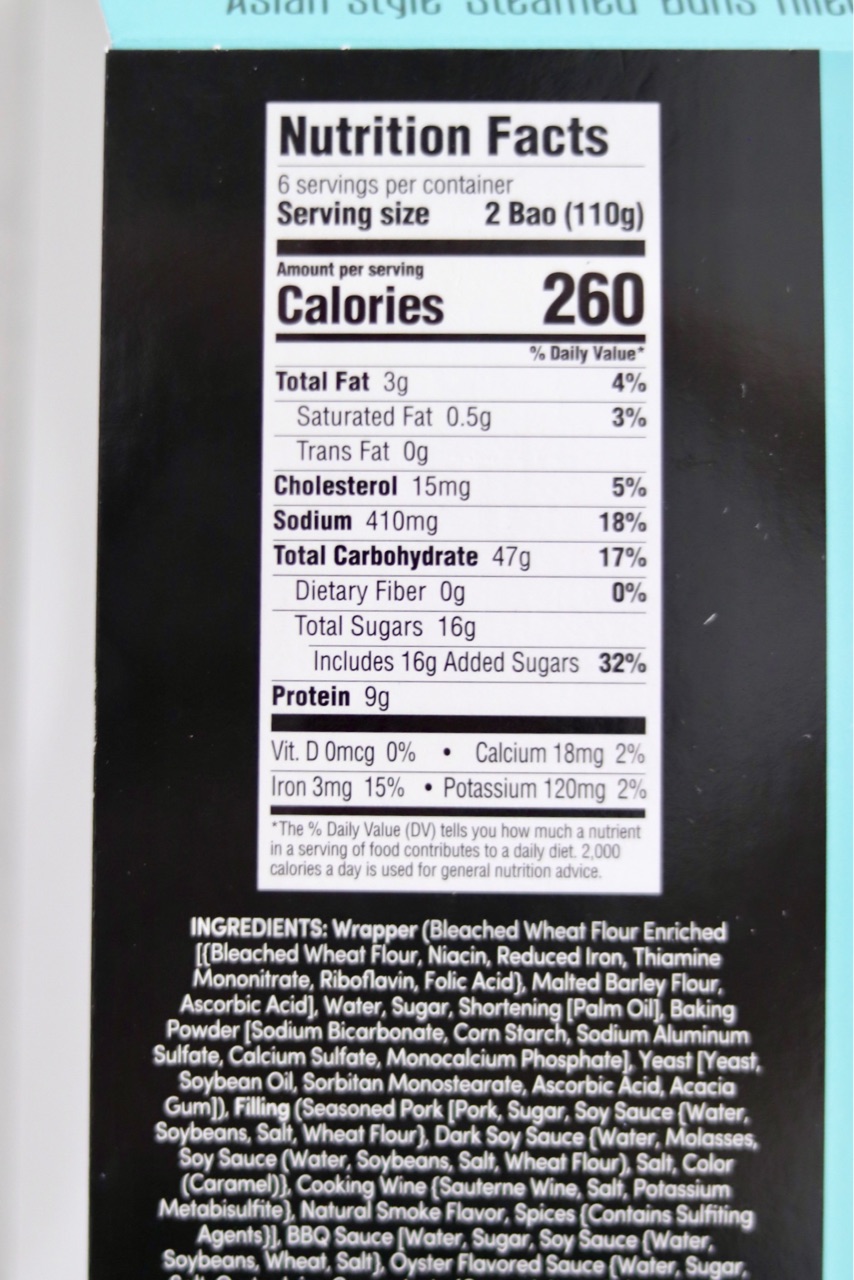 Asian Style Steamed Buns Filled
Nutrition Facts
6 servings per container
Serving size 2 Bao (110g)
Amount per serving
Calories 260
% Daily Value*
Total Fat 3g 4%
Saturated Fat 0.5g 3%
Trans Fat 0g
Cholesterol 15mg 5%
Sodium 410mg 18%
Total Carbohydrate 47g 17%
Dietary Fiber 0g 0%
Total Sugars 16g
Includes 16g Added Sugars 32%
Protein 9g
Vit. D 0mcg 0% • Calcium 18mg 2%
Iron 3mg 15% • Potassium 120mg 2%
*The % Daily Value (DV) tells you how much a nutrient
in a serving of food contributes to a daily diet. 2,000
calories a day is used for general nutrition advice.
INGREDIENTS: Wrapper (Bleached Wheat Flour Enriched
[{Bleached Wheat Flour, Niacin, Reduced Iron, Thiamine
Mononitrate, Riboflavin, Folic Acid}, Malted Barley Flour,
Ascorbic Acid], Water, Sugar, Shortening [Palm Oil], Baking
Powder [Sodium Bicarbonate, Corn Starch, Sodium Aluminum
Sulfate, Calcium Sulfate, Monocalcium Phosphate], Yeast [Yeast,
Soybean Oil, Sorbitan Monostearate, Ascorbic Acid, Acacia
Gum]), Filling (Seasoned Pork [Pork, Sugar, Soy Sauce {Water,
Soybeans, Salt, Wheat Flour}, Dark Soy Sauce {Water, Molasses,
Soy Sauce (Water, Soybeans, Salt, Wheat Flour), Salt, Color
(Caramel)}, Cooking Wine {Sauterne Wine, Salt, Potassium
Metabisulfite}, Natural Smoke Flavor, Spices {Contains Sulfiting
Agents}], BBQ Sauce [Water, Sugar, Soy Sauce {Water,
Soybeans, Wheat, Salt}, Oyster Flavored Sauce {Water, Sugar,